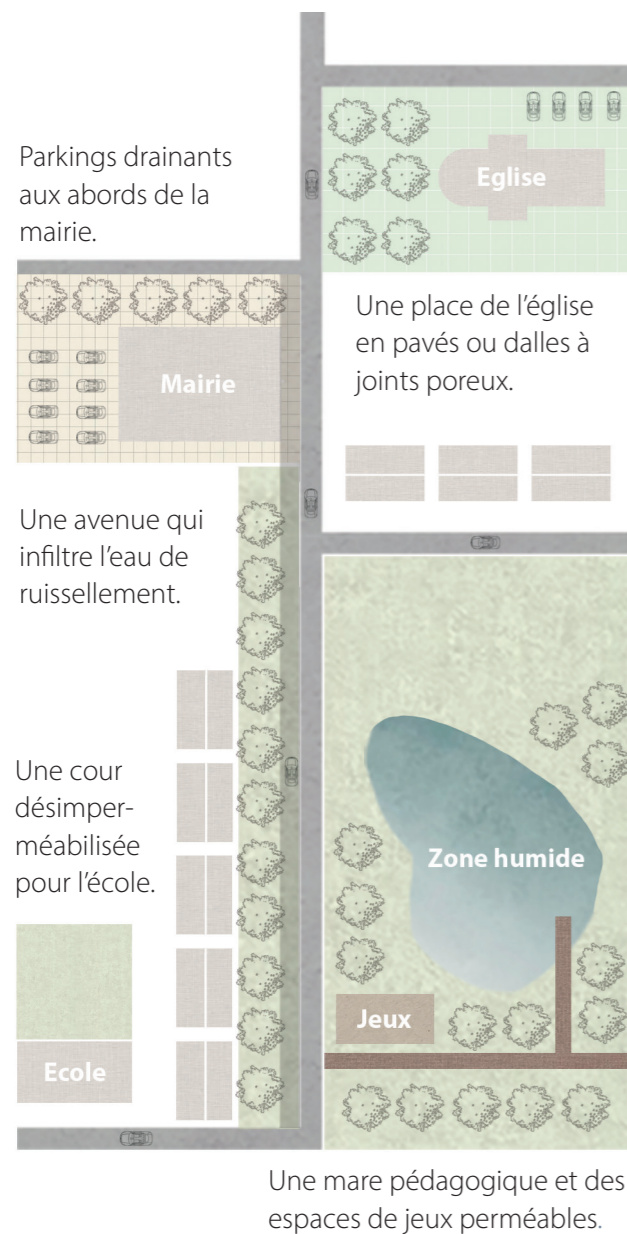 Parkings drainants
aux abords de la
mairie.
Eglise
Une place de l'église
en pavés ou dalles à
joints poreux.
Mairie
Une avenue qui
infiltre l'eau de
ruissellement.
Une cour
désimper-
méabilisée
pour l'école.
Zone humide
Jeux
Ecole
Une mare pédagogique et des
espaces de jeux perméables.